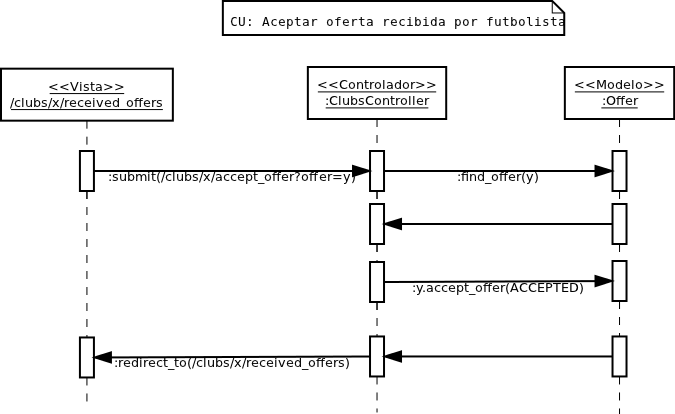 CU: Aceptar oferta recibida por futbolista
<<Vista>>
/clubs/x/received_offers
<<Controlador>>
:ClubsController
<<Modelo>>
:Offer
:submit(/clubs/x/accept_offer?offer=y)
:find_offer(y)
:y.accept_offer(ACCEPTED)
:redirect_to(/clubs/x/received_offers)